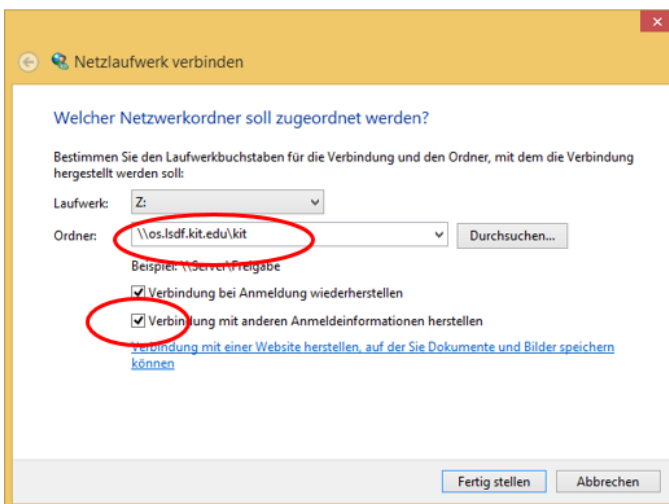 Netzlaufwerk verbinden
Welcher Netzwerkordner soll zugeordnet werden?
Bestimmen Sie den Laufwerkbuchstaben für die Verbindung und den Ordner, mit dem die Verbindung
hergestellt werden soll:
Laufwerk: Z:
Ordner: \\os.lsdf.kit.edu\kit Durchsuchen...
Beispiel: \\Server\Freigabe
Verbindung bei Anmeldung wiederherstellen
Verbindung mit anderen Anmeldeinformationen herstellen
Verbindung mit einer Website herstellen, auf der Sie Dokumente und Bilder speichern
können
Fertig stellen Abbrechen